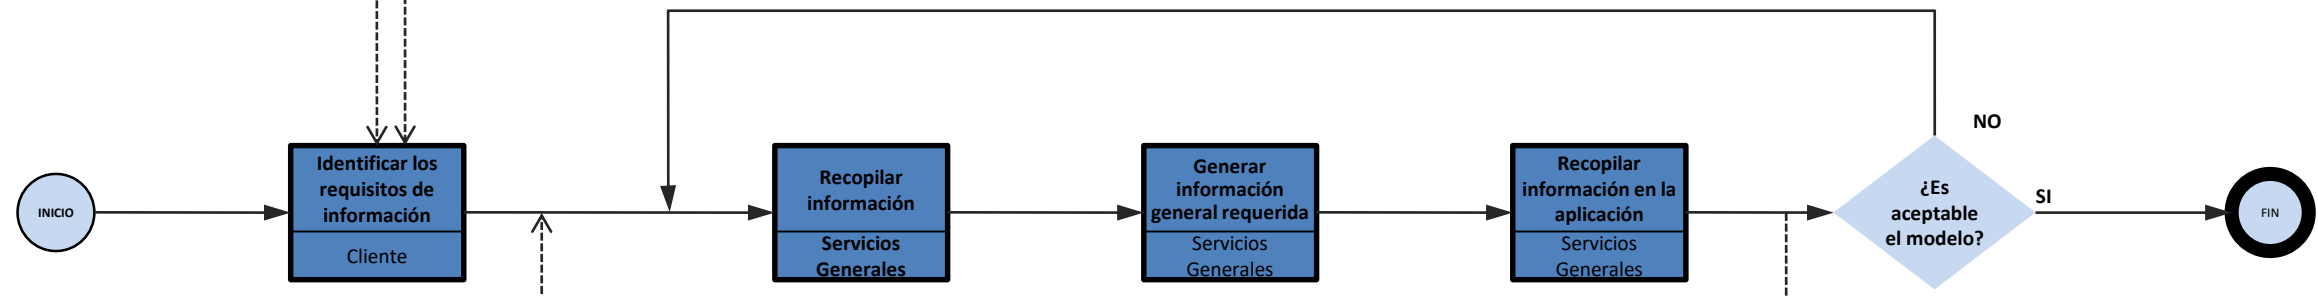 INICIO
Identificar los
requisitos de
información
Cliente
Recopilar
información
Servicios
Generales
Generar
información
general requerida
Servicios
Generales
Recopilar
información en la
aplicación
Servicios
Generales
¿Es
aceptable
el modelo?
NO
SI
FIN